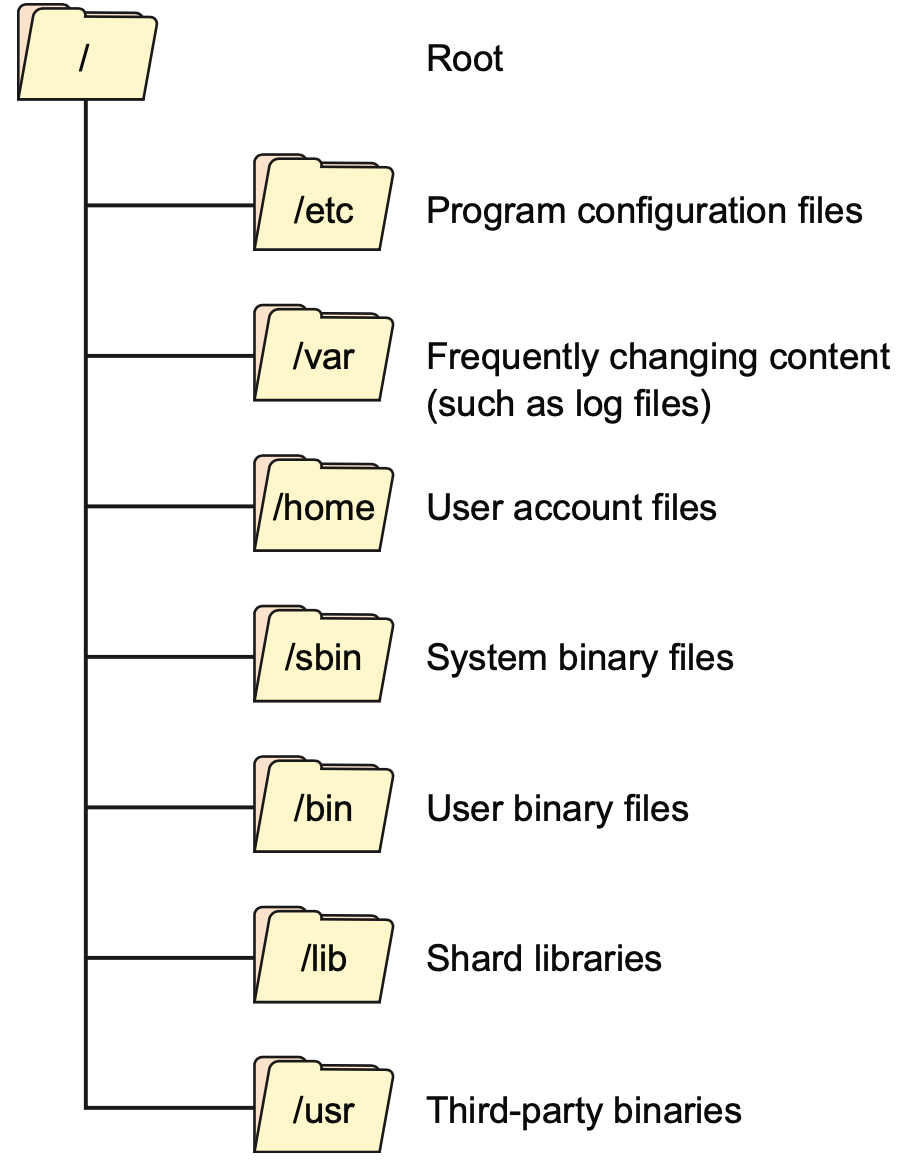 / Root
/etc Program configuration files
/var Frequently changing content
(such as log files)
/home User account files
/sbin System binary files
/bin User binary files
/lib Shard libraries
/usr Third-party binaries